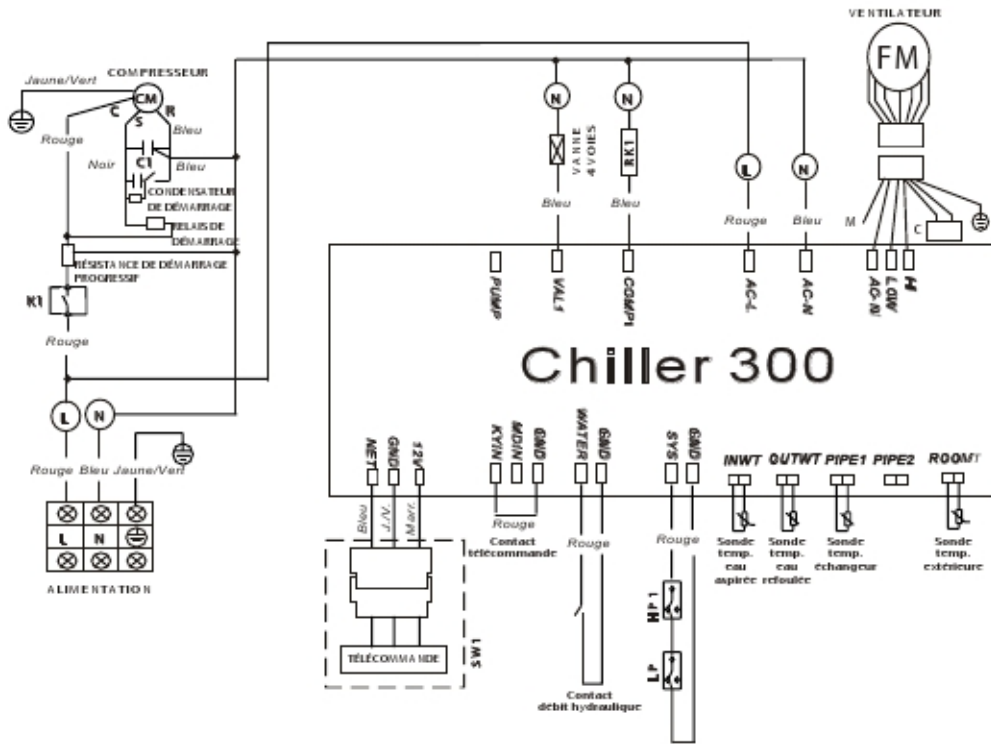 VENTILATEUR
FM
COMPRESSEUR
Jaune/Vert
CM
C
S
R
Bleu
Rouge
Noir
C1
Bleu
CONDENSATEUR
DE DÉMARRAGE
RELAIS DE
DÉMARRAGE
RÉSISTANCE DE DÉMARRAGE
PROGRESSIF
K1
Rouge
N
N
VANNE
4 VOIES
RK1
L
N
Bleu
Bleu
Rouge
Bleu
M
C
PUMP
VAL1
COMP1
AC-L
AC-N
AC-N
LOW
H
Chiller 300
L
N
Rouge
Bleu
Jaune/Vert
L
N
ALIMENTATION
NET
GND
12V
KYIN
MDIN
GND
WATER
GND
SYS
GND
INWT
OUTWT
PIPE1
PIPE2
ROOMT
Bleu
J./V.
Marr.
Rouge
Contact
télécommande
Rouge
Rouge
Sonde
temp.
eau
aspirée
Sonde
temp.
eau
refoulée
Sonde
temp.
échangeur
Sonde
temp.
extérieure
HP1
LP
TÉLÉCOMMANDE
SW1
Contact
débit hydraulique